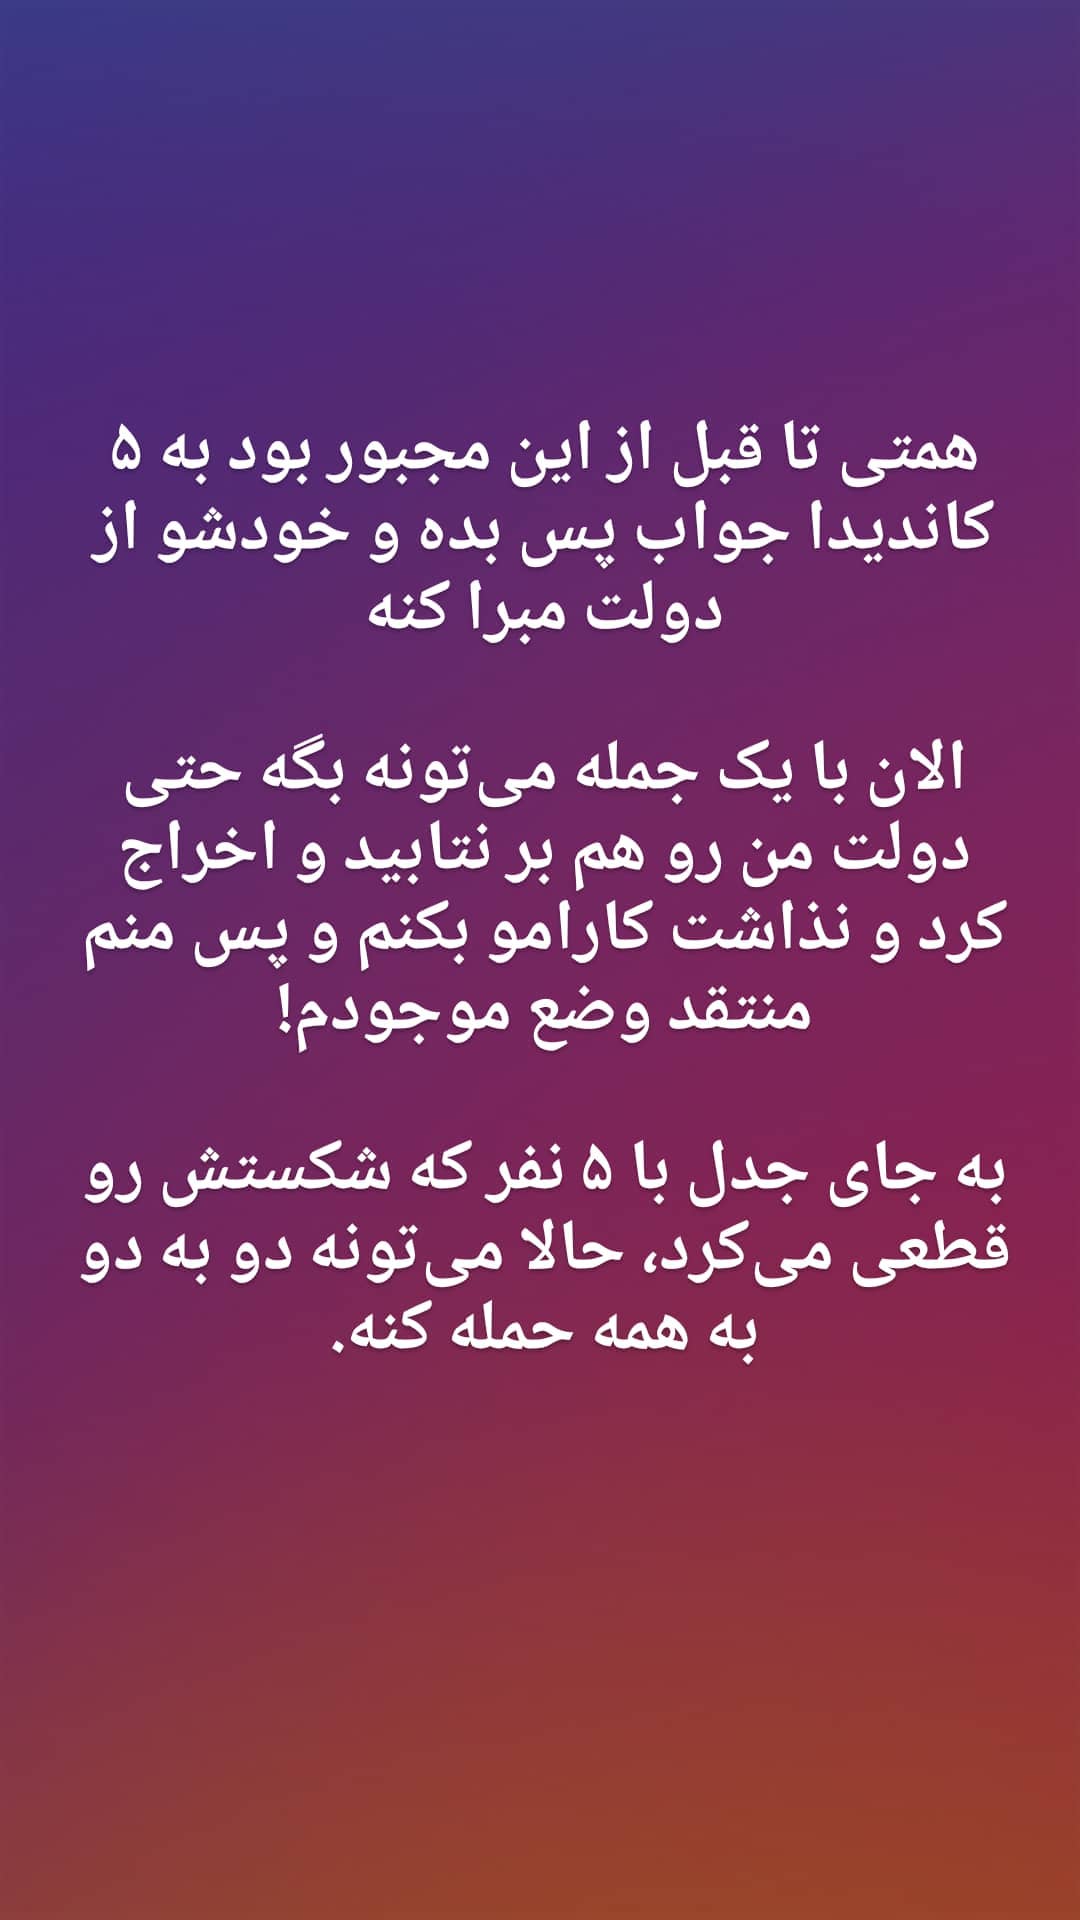 همتی تا قبل از این مجبور بود به ۵
کاندیدا جواب پس بده و خودشو از
دولت مبرا کنه
الان با یک جمله می‌تونه بگه حتی
دولت من رو هم بر نتابید و اخراج
کرد و نذاشت کارامو بکنم و پس منم
منتقد وضع موجودم!
به جای جدل با ۵ نفر که شکستش رو
قطعی می‌کرد، حالا می‌تونه دو به دو
به همه حمله کنه.